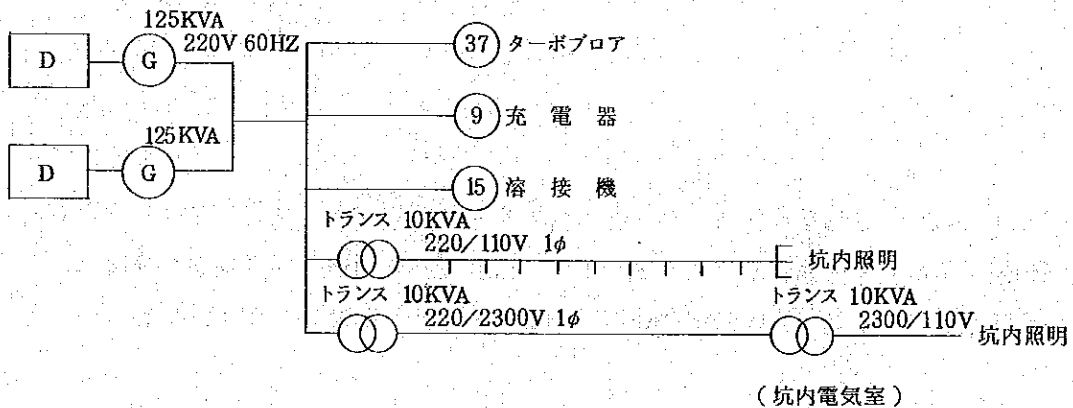 125KVA
220V 60HZ
D
G
37 ターボブロア
9 充電器
125KVA
D
G
15 溶接機
トランス 10KVA
220/110V 1φ
坑内照明
トランス 10KVA
220/2300V 1φ
トランス 10KVA
2300/110V
坑内照明
(坑内電気室)